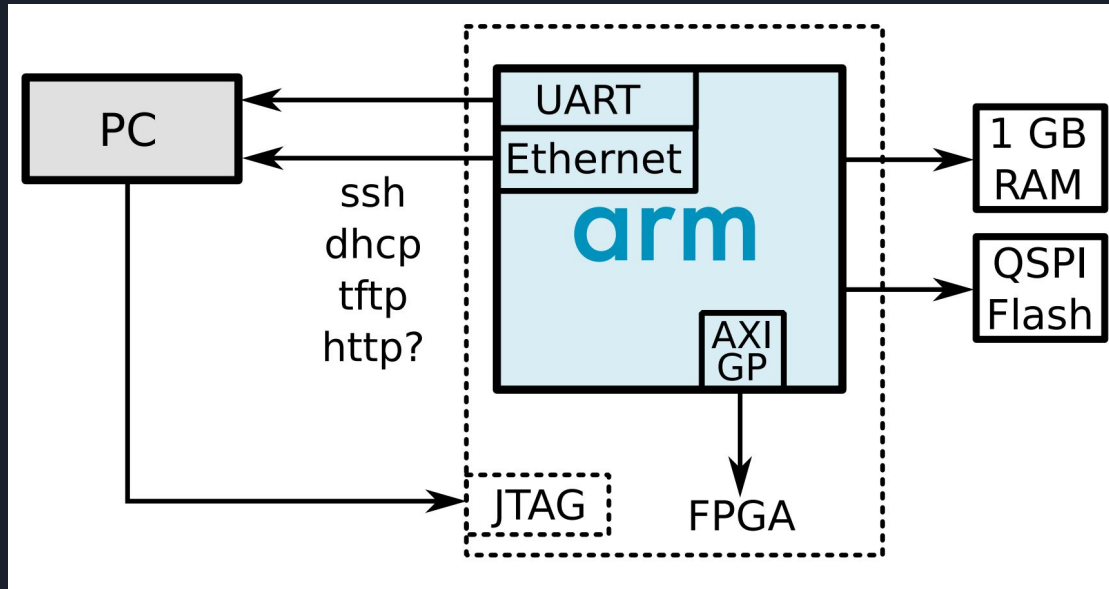 PC
UART
Ethernet
arm
ssh
dhcp
tftp
http?
1 GB
RAM
QSPI
Flash
AXI
GP
JTAG
FPGA